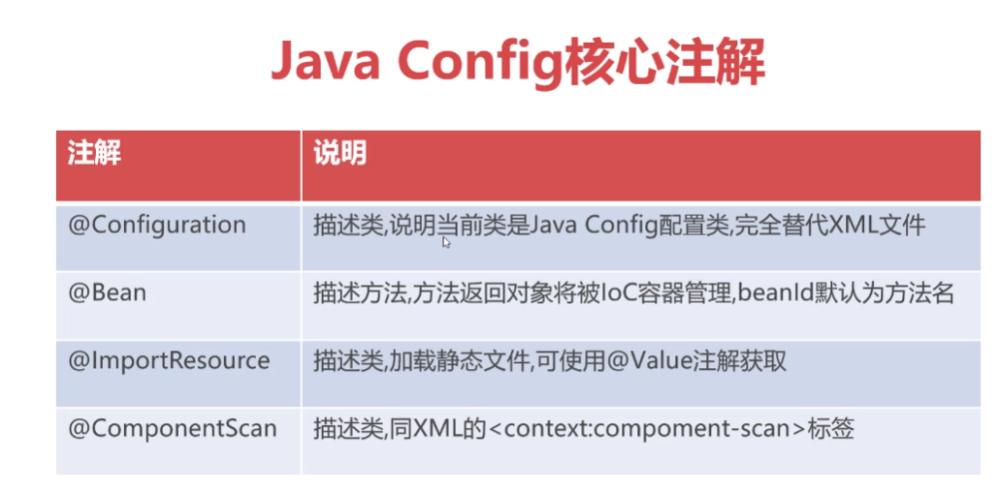 Java Config核心注解
注解 说明
@Configuration 描述类,说明当前类是Java Config配置类,完全替代XML文件
@Bean 描述方法,方法返回对象将被IoC容器管理,beanId默认为方法名
@ImportResource 描述类,加载静态文件,可使用@Value注解获取
@ComponentScan 描述类,同XML的<context:compoment-scan>标签